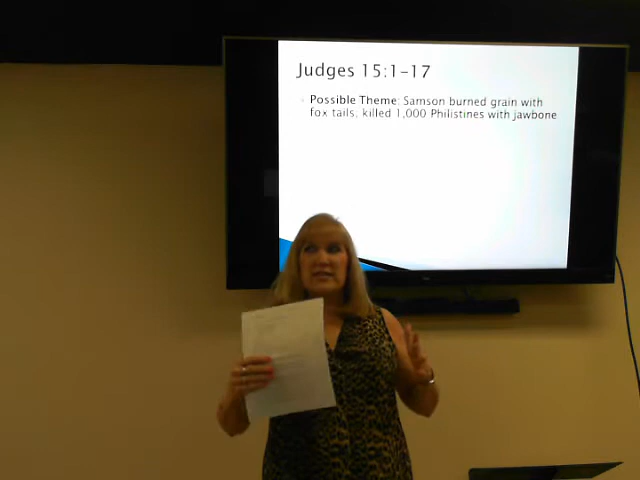 Judges 15:1-17
Possible Theme: Samson burned grain with
fox tails, killed 1,000 Philistines with jawbone